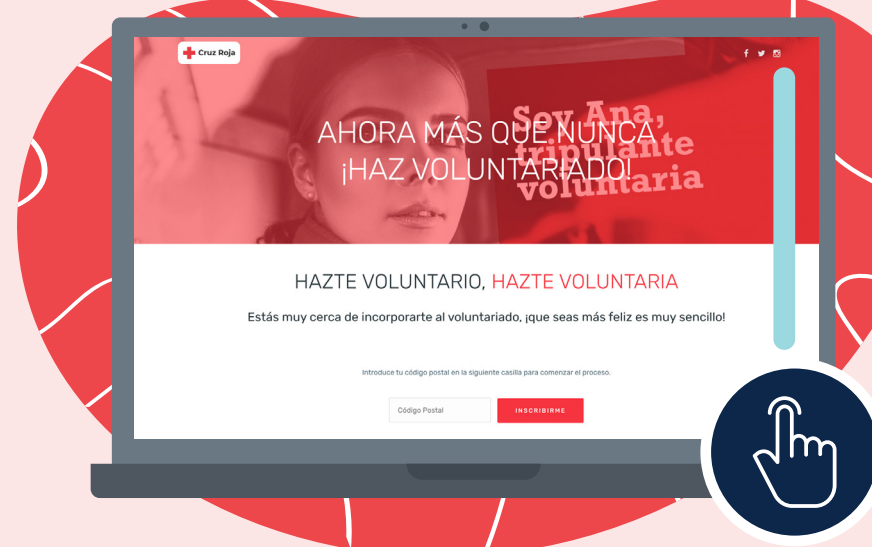 Cruz Roja
Soy Ana,
tripulante
voluntaria
AHORA MÁS QUE NUNCA
¡HAZ VOLUNTARIADO!
HAZTE VOLUNTARIO, HAZTE VOLUNTARIA
Estás muy cerca de incorporarte al voluntariado, ¡que seas más feliz es muy sencillo!
Introduce tu código postal en la siguiente casilla para comenzar el proceso.
Código Postal
INSCRIBIRME